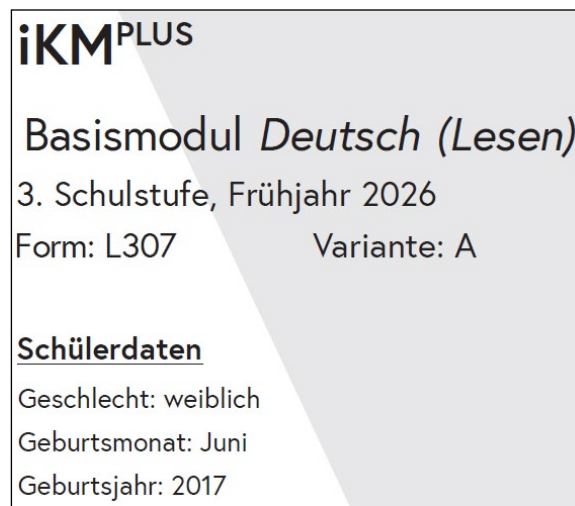 iKMPLUS
Basismodul Deutsch (Lesen)
3. Schulstufe, Frühjahr 2026
Form: L307 Variante: A
Schülerdaten
Geschlecht: weiblich
Geburtsmonat: Juni
Geburtsjahr: 2017